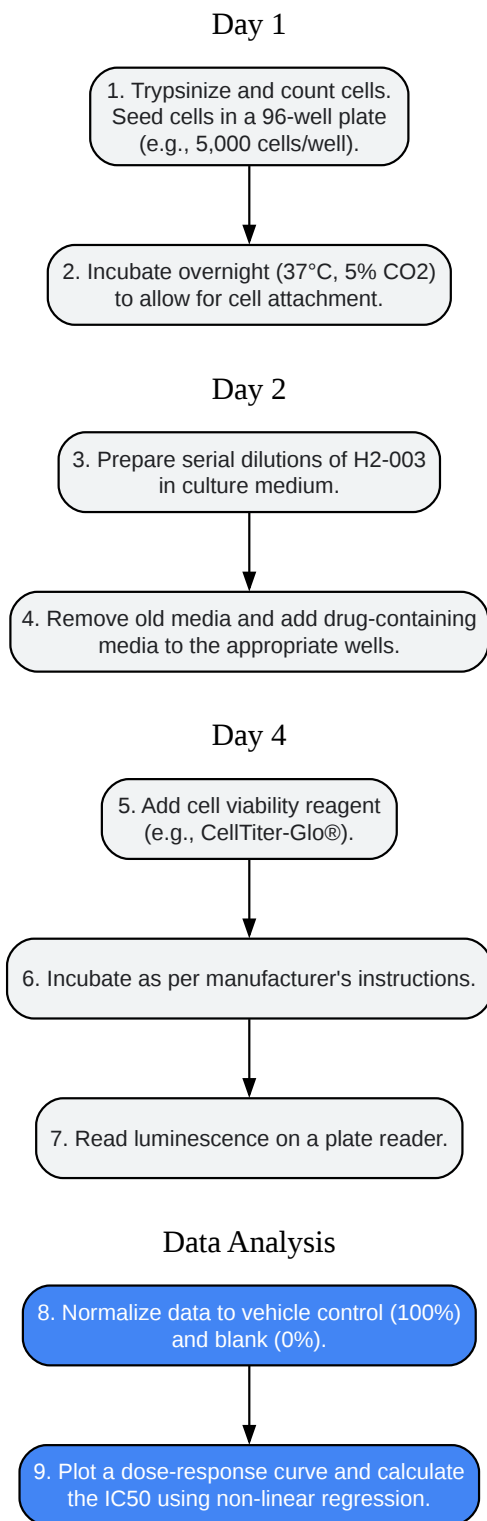 Day 1
1. Trypsinize and count cells.
Seed cells in a 96-well plate
(e.g., 5,000 cells/well).
2. Incubate overnight (37°C, 5% CO2)
to allow for cell attachment.
Day 2
3. Prepare serial dilutions of H2-003
in culture medium.
4. Remove old media and add drug-containing
media to the appropriate wells.
Day 4
5. Add cell viability reagent
(e.g., CellTiter-Glo®).
6. Incubate as per manufacturer's instructions.
7. Read luminescence on a plate reader.
Data Analysis
8. Normalize data to vehicle control (100%)
and blank (0%).
9. Plot a dose-response curve and calculate
the IC50 using non-linear regression.